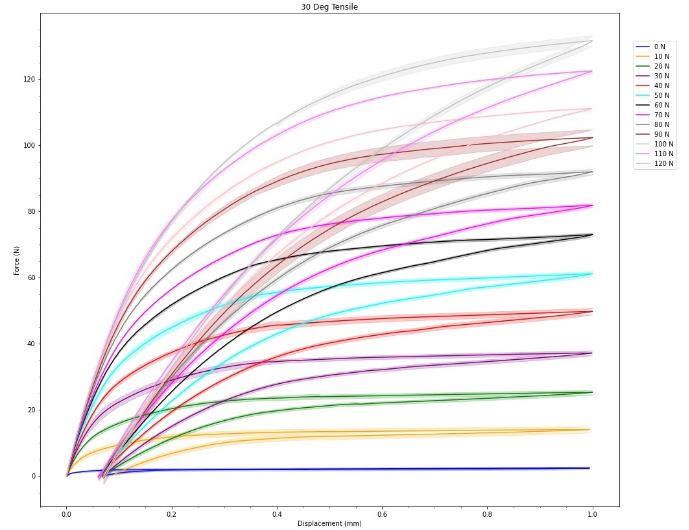 30 Deg Tensile
Force (N)
120
100
80
60
40
20
0
0.0
0.2
0.4
0.6
0.8
1.0
Displacement (mm)
0 N
10 N
20 N
30 N
40 N
50 N
60 N
70 N
80 N
90 N
100 N
110 N
120 N